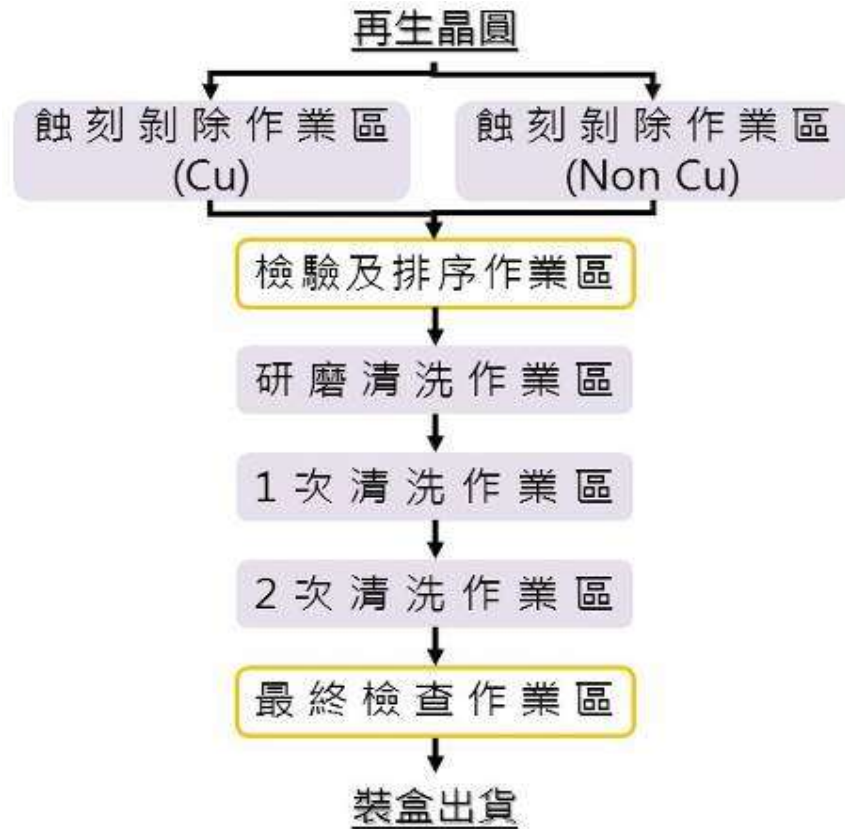 再生晶圓
蝕刻剝除作業區
(Cu)
蝕刻剝除作業區
(Non Cu)
檢驗及排序作業區
研磨清洗作業區
1次清洗作業區
2次清洗作業區
最終檢查作業區
裝盒出貨